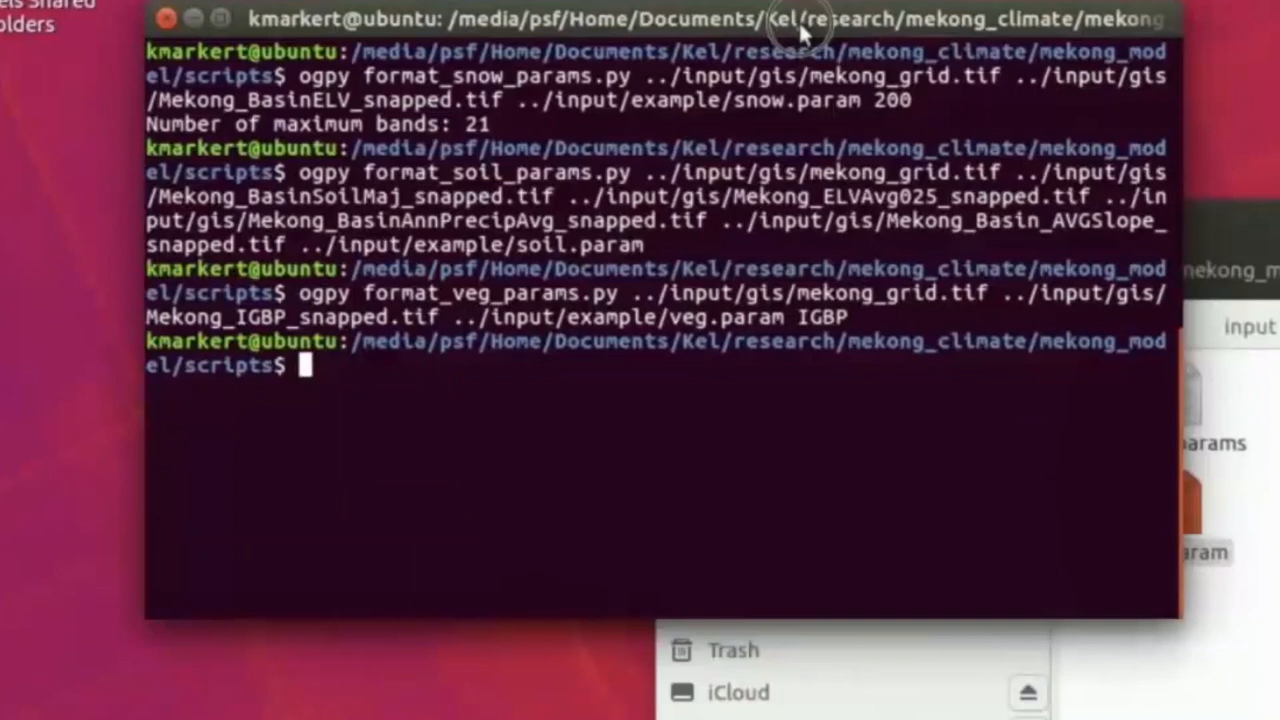 els Shared
olders
kmarkert@ubuntu: /media/psf/Home/Documents/Kel/research/mekong_climate/mekong
kmarkert@ubuntu:/media/psf/Home/Documents/Kel/research/mekong_climate/mekong_mod
el/scripts$ ogpy format_snow_params.py ../input/gis/mekong_grid.tif ../input/gis
/Mekong_BasinELV_snapped.tif ../input/example/snow.param 200
Number of maximum bands: 21
kmarkert@ubuntu:/media/psf/Home/Documents/Kel/research/mekong_climate/mekong_mod
el/scripts$ ogpy format_soil_params.py ../input/gis/mekong_grid.tif ../input/gis
/Mekong_BasinSoilMaj_snapped.tif ../input/gis/Mekong_ELVAvg025_snapped.tif ../in
put/gis/Mekong_BasinAnnPrecipAvg_snapped.tif ../input/gis/Mekong_Basin_AVGSlope_
snapped.tif ../input/example/soil.param
kmarkert@ubuntu:/media/psf/Home/Documents/Kel/research/mekong_climate/mekong_mod
el/scripts$ ogpy format_veg_params.py ../input/gis/mekong_grid.tif ../input/gis/
Mekong_IGBP_snapped.tif ../input/example/veg.param IGBP
kmarkert@ubuntu:/media/psf/Home/Documents/Kel/research/mekong_climate/mekong_mod
el/scripts$
nekong_m
input
params
aram
Trash
iCloud